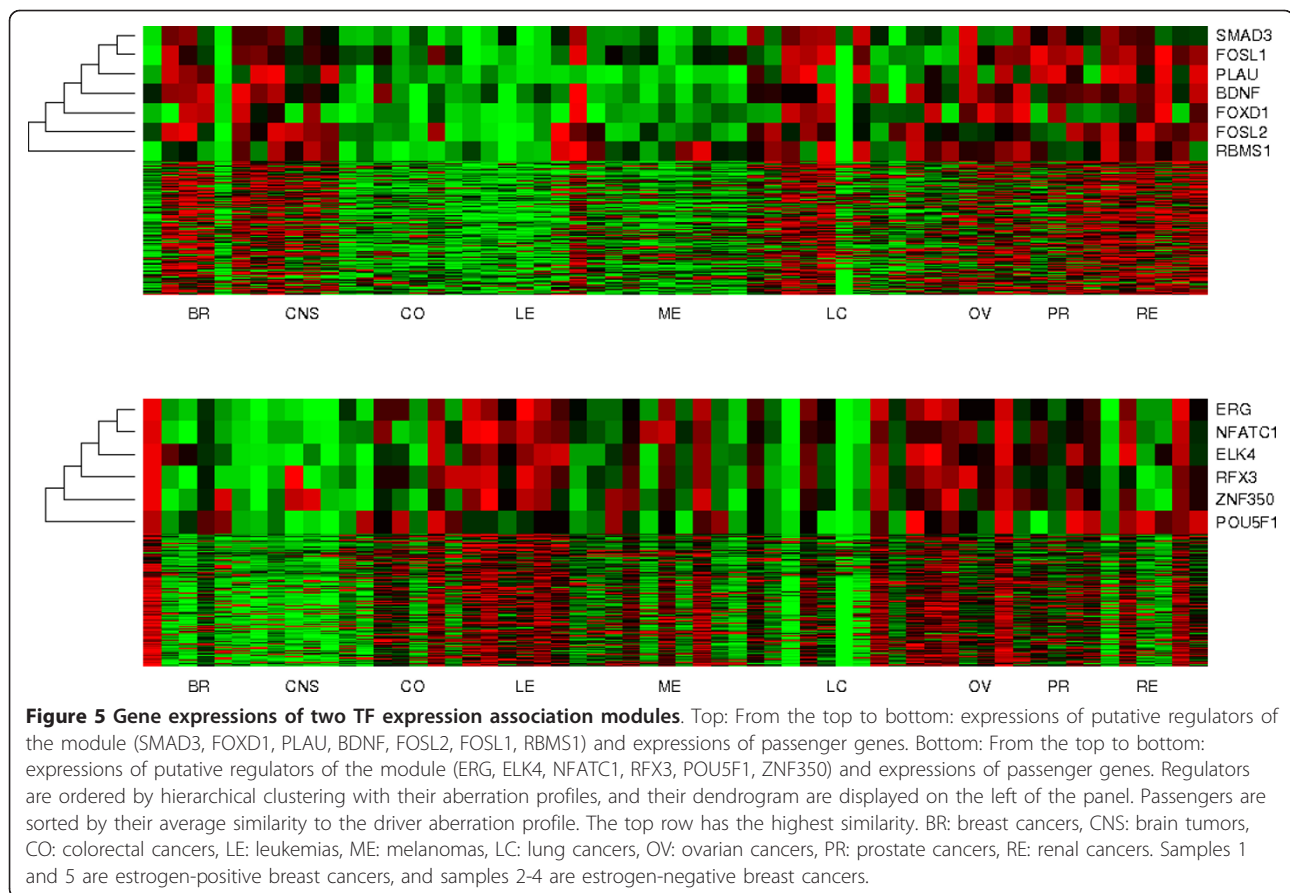 SMAD3
FOSL1
PLAU
BDNF
FOXD1
FOSL2
RBMS1
BR CNS CO LE ME LC OV PR RE
ERG
NFATC1
ELK4
RFX3
ZNF350
POU5F1
BR CNS CO LE ME LC OV PR RE
Figure 5 Gene expressions of two TF expression association modules. Top: From the top to bottom: expressions of putative regulators of
the module (SMAD3, FOXD1, PLAU, BDNF, FOSL2, FOSL1, RBMS1) and expressions of passenger genes. Bottom: From the top to bottom:
expressions of putative regulators of the module (ERG, ELK4, NFATC1, RFX3, POU5F1, ZNF350) and expressions of passenger genes. Regulators
are ordered by hierarchical clustering with their aberration profiles, and their dendrogram are displayed on the left of the panel. Passengers are
sorted by their average similarity to the driver aberration profile. The top row has the highest similarity. BR: breast cancers, CNS: brain tumors,
CO: colorectal cancers, LE: leukemias, ME: melanomas, LC: lung cancers, OV: ovarian cancers, PR: prostate cancers, RE: renal cancers. Samples 1
and 5 are estrogen-positive breast cancers, and samples 2-4 are estrogen-negative breast cancers.